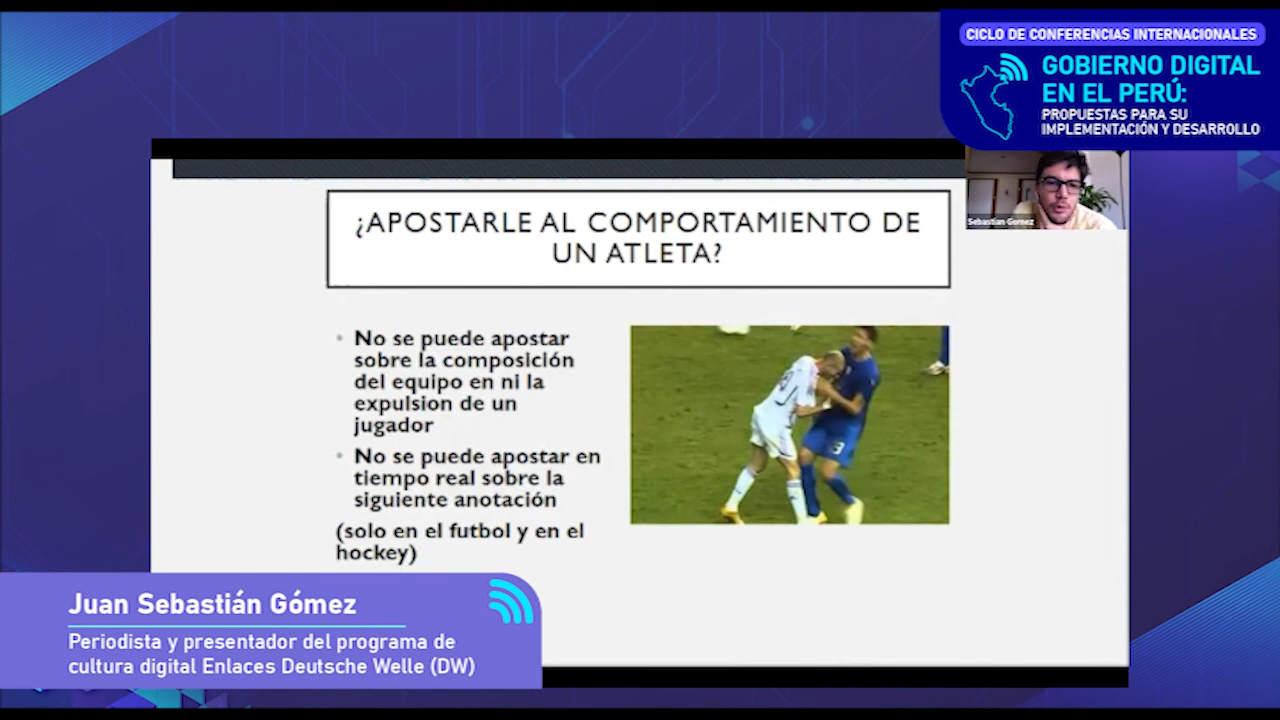 CICLO DE CONFERENCIAS INTERNACIONALES
GOBIERNO DIGITAL
EN EL PERÚ:
PROPUESTAS PARA SU
IMPLEMENTACIÓN Y DESARROLLO
Sebastian Gomez
¿APOSTARLE AL COMPORTAMIENTO DE
UN ATLETA?
• No se puede apostar
sobre la composición
del equipo en ni la
expulsion de un
jugador
• No se puede apostar en
tiempo real sobre la
siguiente anotación
(solo en el futbol y en el
hockey)
3
Juan Sebastián Gómez
Periodista y presentador del programa de
cultura digital Enlaces Deutsche Welle (DW)